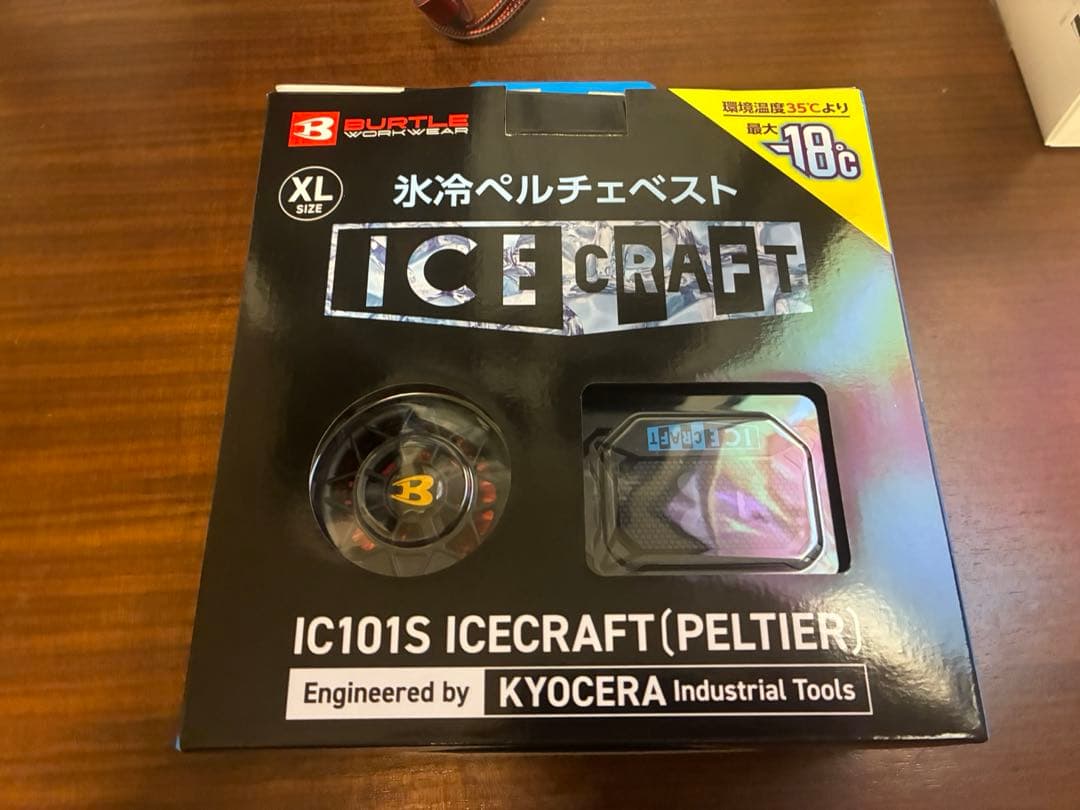 BURTLE
WORKWEAR
環境温度35℃より
最大-18℃
XL
SIZE
氷冷ペルチェベスト
ICE CRAFT
B
ICE CRAFT
IC101S ICECRAFT(PELTIER)
Engineered by KYOCERA Industrial Tools